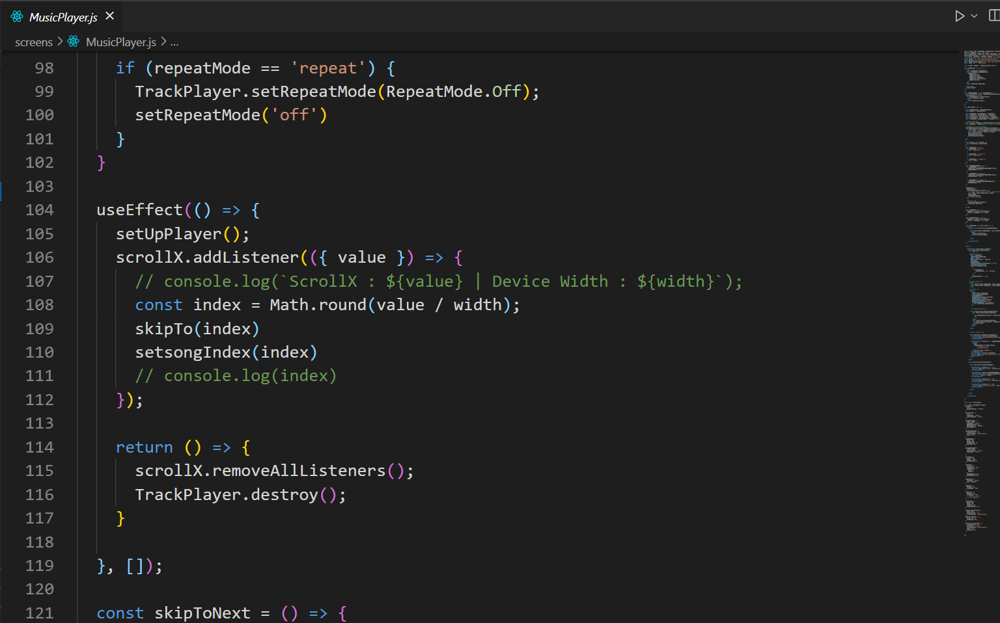 MusicPlayer.js
screens > MusicPlayer.js > ...
98 if (repeatMode == 'repeat') {
99 TrackPlayer.setRepeatMode(RepeatMode.Off);
100 setRepeatMode('off')
101 }
102 }
103
104 useEffect(() => {
105 setUpPlayer();
106 scrollX.addListener(({ value }) => {
107 // console.log(`ScrollX : ${value} | Device Width : ${width}`);
108 const index = Math.round(value / width);
109 skipTo(index)
110 setsongIndex(index)
111 // console.log(index)
112 });
113
114 return () => {
115 scrollX.removeAllListeners();
116 TrackPlayer.destroy();
117 }
118
119 }, []);
120
121 const skipToNext = () => {